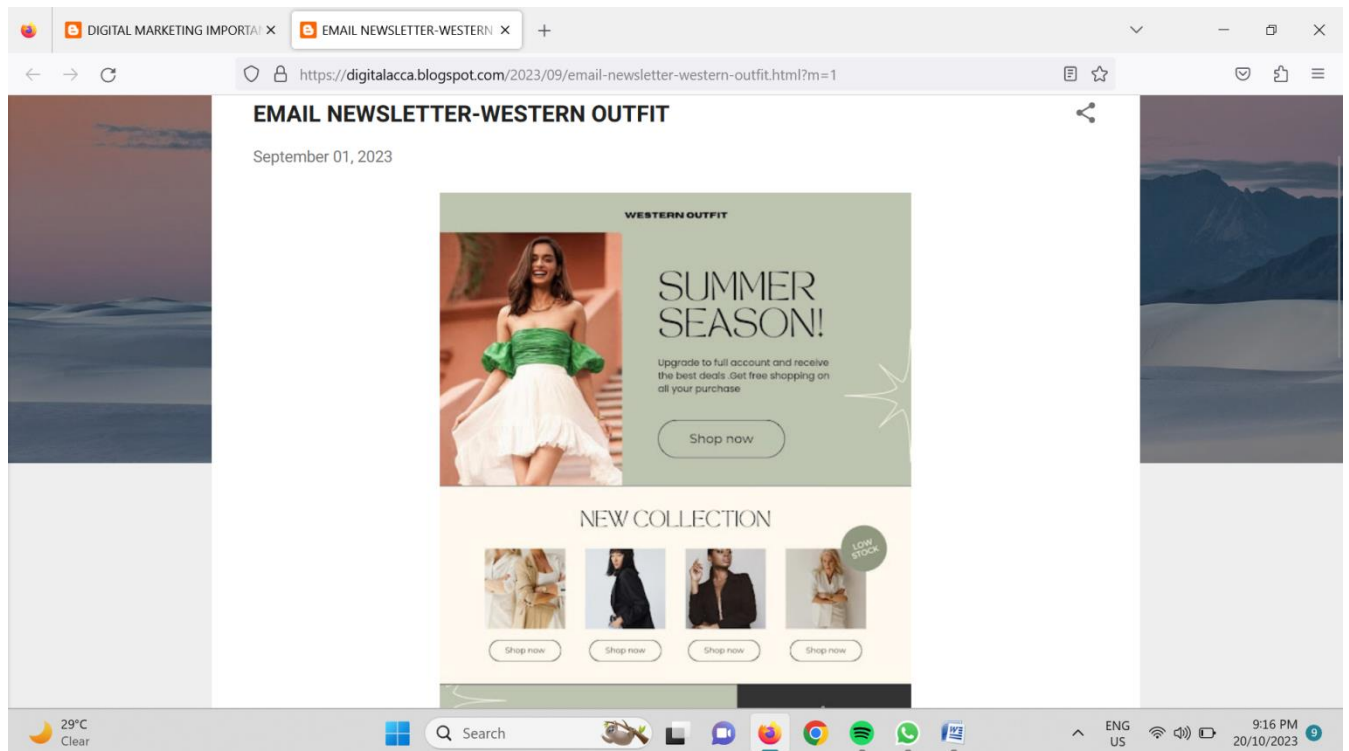 DIGITAL MARKETING IMPORTAN
EMAIL NEWSLETTER-WESTERN
https://digitalacca.blogspot.com/2023/09/email-newsletter-western-outfit.html?m=1
EMAIL NEWSLETTER-WESTERN OUTFIT
September 01, 2023
WESTERN OUTFIT
SUMMER
SEASON!
Upgrade to full account and receive
the best deals .Get free shopping on
all your purchase
Shop now
NEW COLLECTION
LOW
STOCK
Shop now
Shop now
Shop now
Shop now
29°C
Clear
Search
ENG
US
9:16 PM
20/10/2023
9